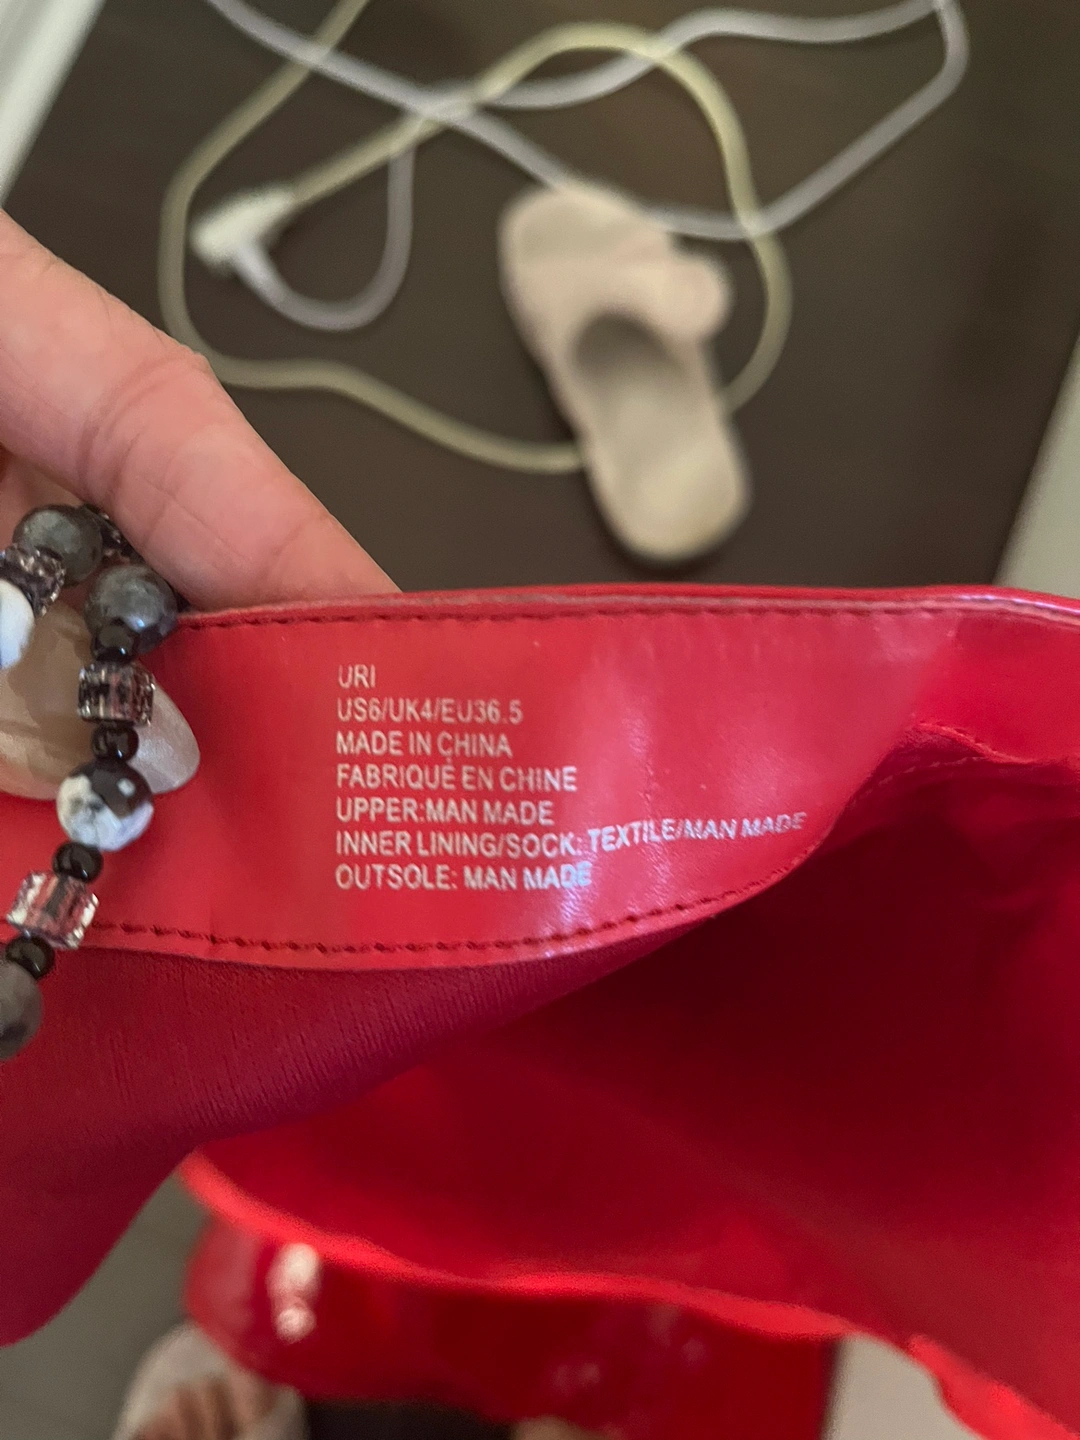 URI
US6/UK4/EU36.5
MADE IN CHINA
FABRIQUÉ EN CHINE
UPPER:MAN MADE
INNER LINING/SOCK: TEXTILE/MAN MADE
OUTSOLE: MAN MADE